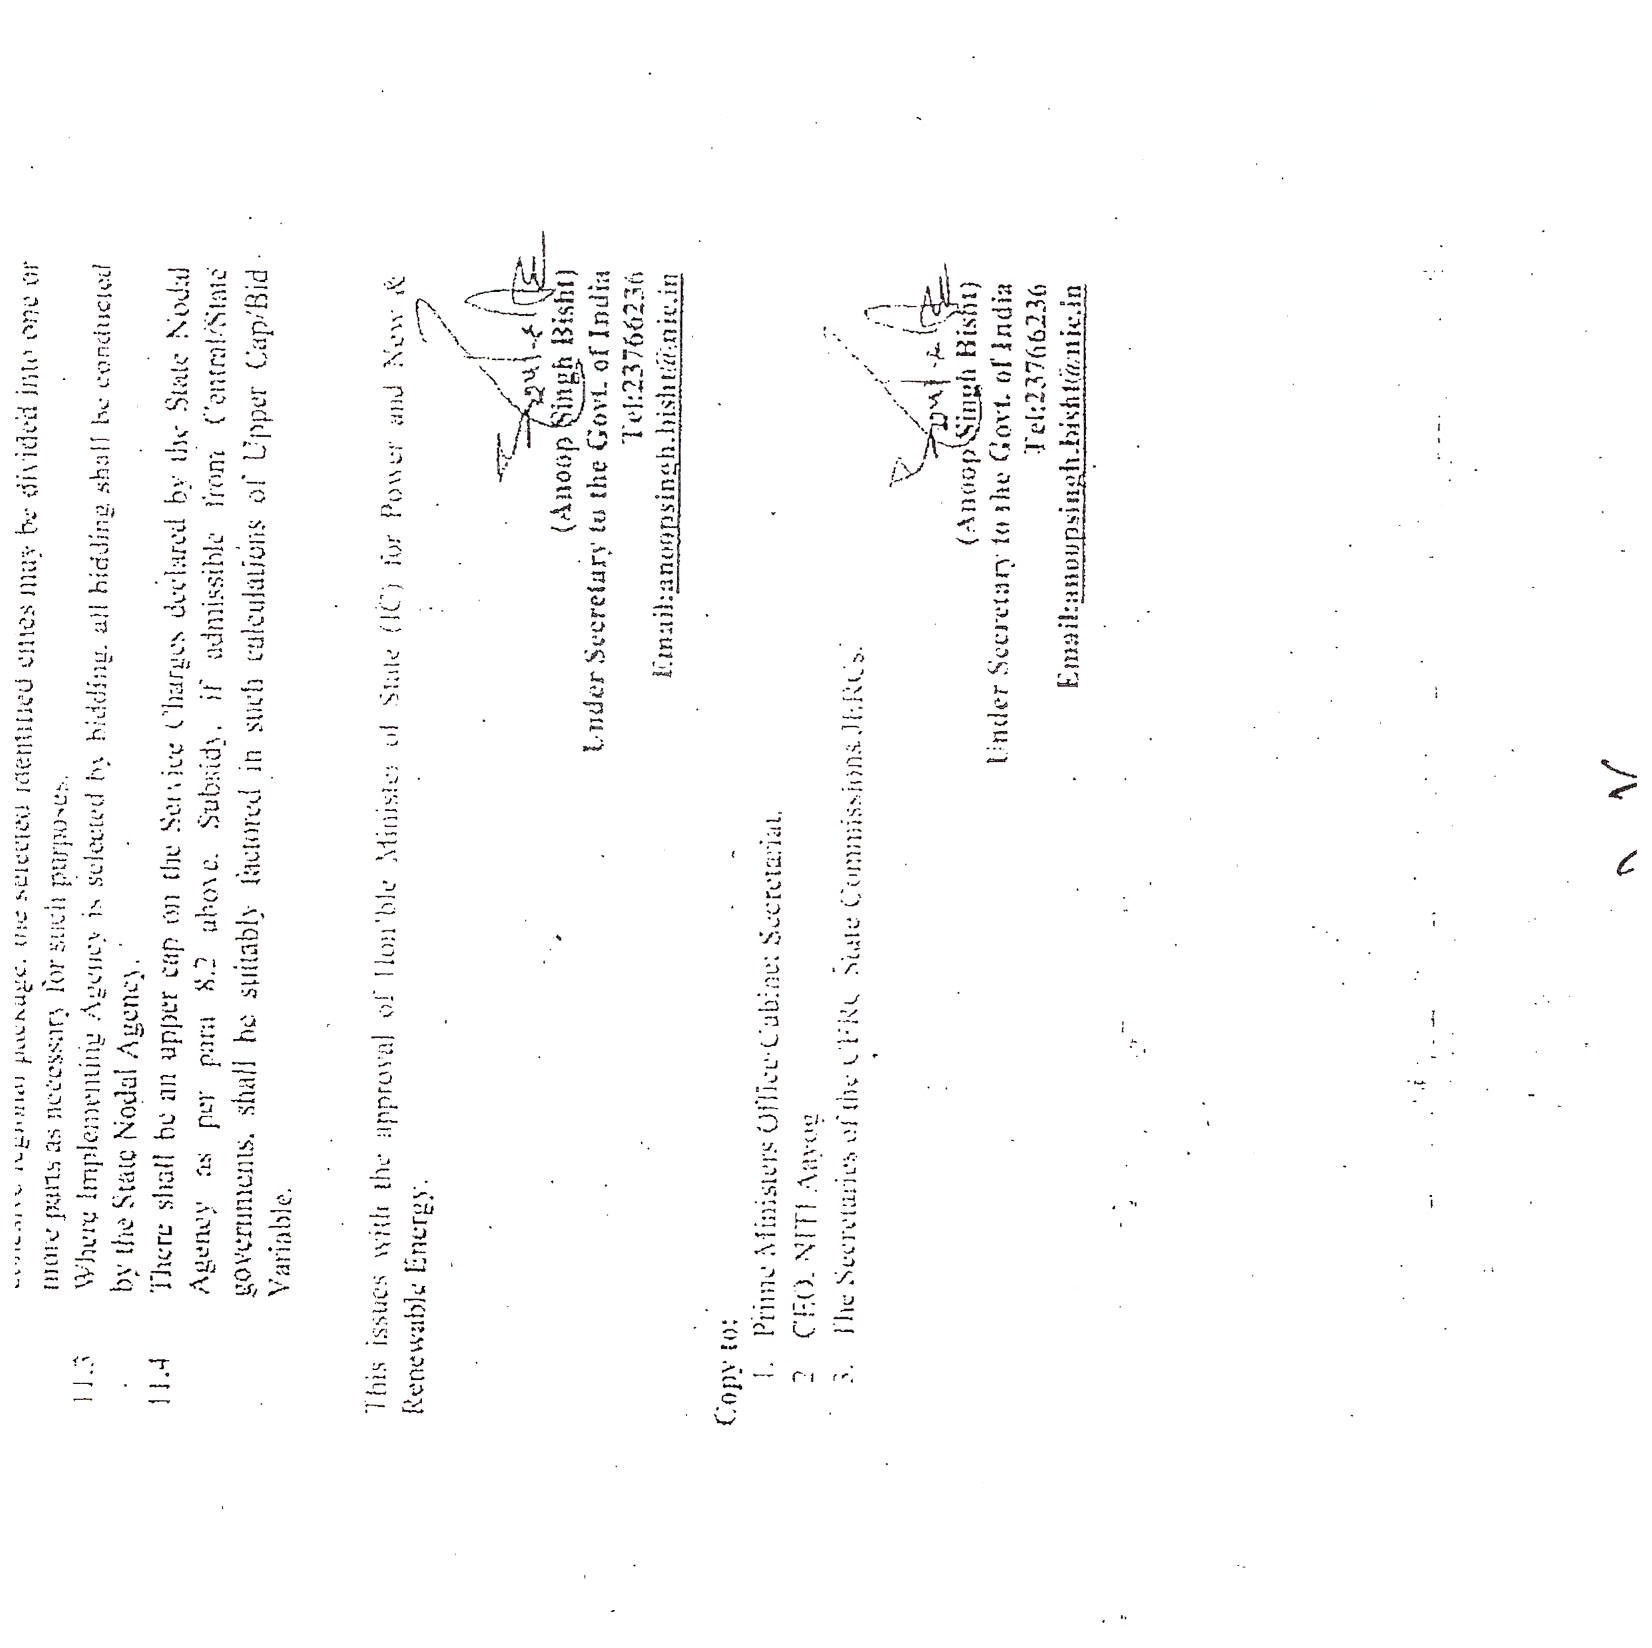 package, the selected identified cities may be divided into one or
more parts as necessary for such purposes.
11.3 Where Implementing Agency is selected by bidding, all bidding shall be conducted
by the State Nodal Agency.
11.4 There shall be an upper cap on the Service Charges declared by the State Nodal
Agency as per para 8.2 above. Subsidy, if admissible from Central/State
governments, shall be suitably factored in such calculations of Upper Cap/Bid
Variable.
This issues with the approval of Hon'ble Minister of State (IC) for Power and New &
Renewable Energy.
(Anoop Singh Bisht)
Under Secretary to the Govt. of India
Tel:23766236
Email:anoopsingh.bisht@nic.in
Copy to:
1. Prime Ministers Office/Cabinet Secretariat.
2 CEO, NITI Aayog
3. The Secretaries of the CERC/State Commissions/JERCs.
(Anoop Singh Bisht)
Under Secretary to the Govt. of India
Tel:23766236
Email:anoopsingh.bisht@nic.in